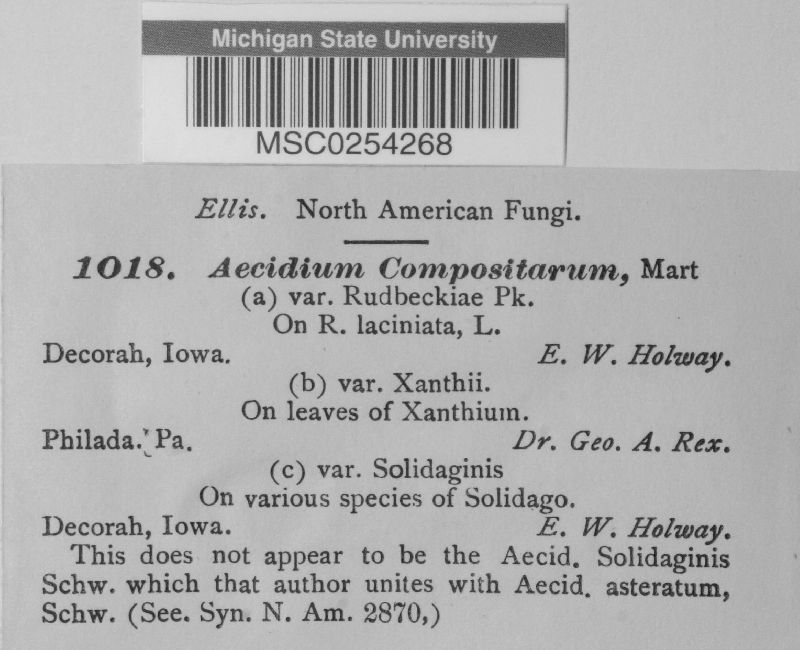 Michigan State University
MSC0254268
Ellis. North American Fungi.
1018. Aecidium Compositarum, Mart
(a) var. Rudbeckiae Pk.
On R. laciniata, L.
Decorah, Iowa. E. W. Holway.
(b) var. Xanthii.
On leaves of Xanthium.
Philada., Pa. Dr. Geo. A. Rex.
(c) var. Solidaginis
On various species of Solidago.
Decorah, Iowa. E. W. Holway.
This does not appear to be the Aecid. Solidaginis
Schw. which that author unites with Aecid. asteratum,
Schw. (See. Syn. N. Am. 2870,)